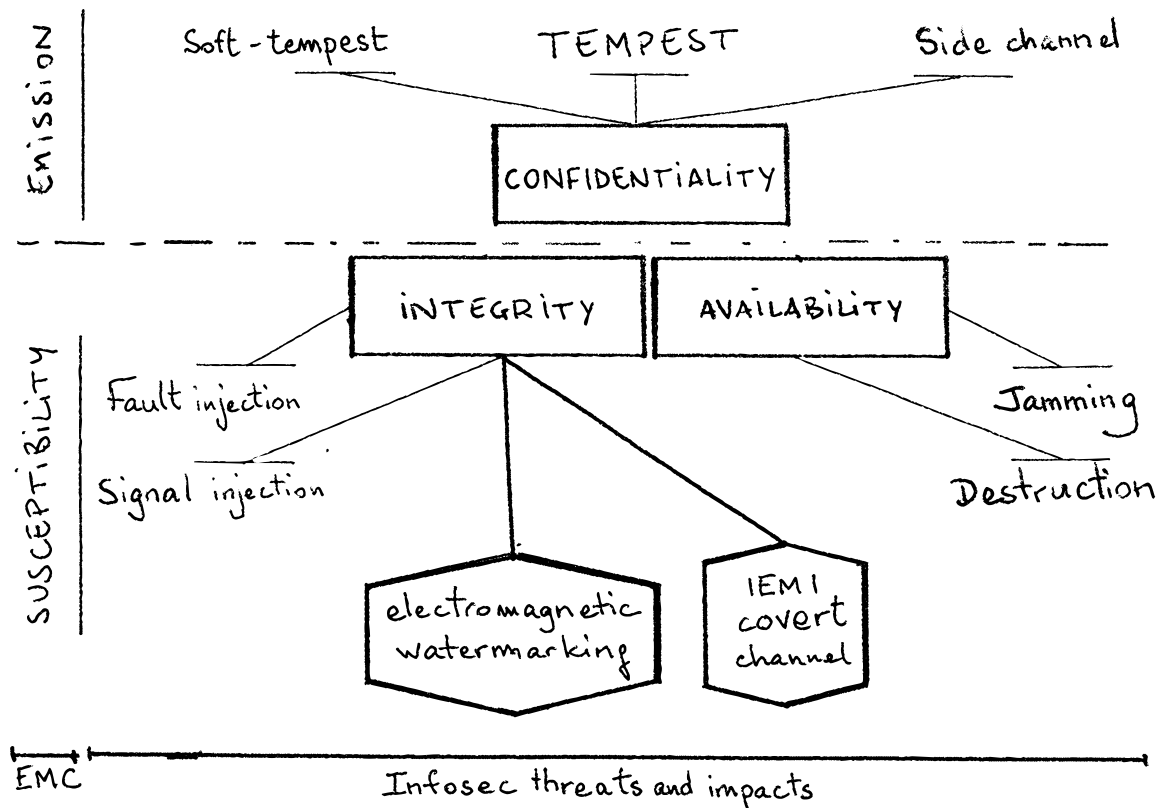 Emission
Soft-tempest
TEMPEST
Side channel
CONFIDENTIALITY
SUSCEPTIBILITY
INTEGRITY
AVAILABILITY
Fault injection
Signal injection
Jamming
Destruction
electromagnetic
watermarking
IEMI
covert
channel
EMC
Infosec threats and impacts